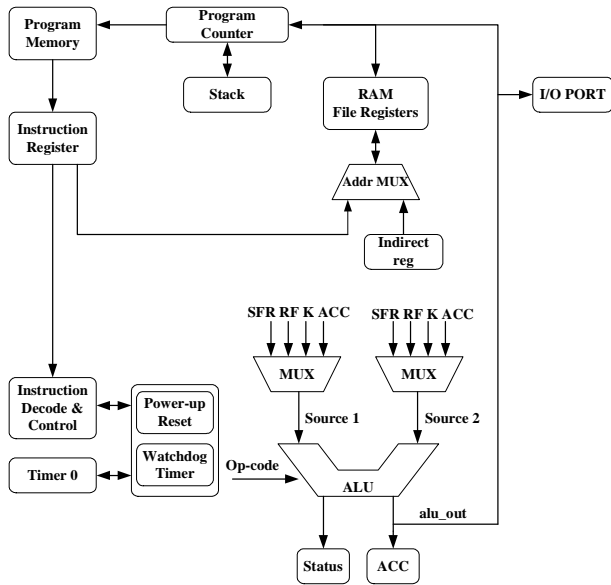 Program
Memory
Program
Counter
Stack
RAM
File Registers
I/O PORT
Instruction
Register
Addr MUX
Indirect
reg
SFR RF K ACC
SFR RF K ACC
MUX
MUX
Instruction
Decode &
Control
Power-up
Reset
Source 1
Source 2
Timer 0
Watchdog
Timer
Op-code
ALU
alu_out
Status
ACC